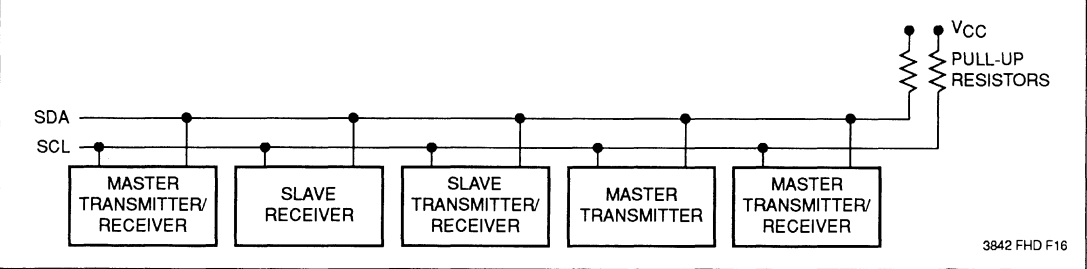 VCC
PULL-UP
RESISTORS
SDA
SCL
MASTER
TRANSMITTER/
RECEIVER
SLAVE
RECEIVER
SLAVE
TRANSMITTER/
RECEIVER
MASTER
TRANSMITTER
MASTER
TRANSMITTER/
RECEIVER
3842 FHD F16